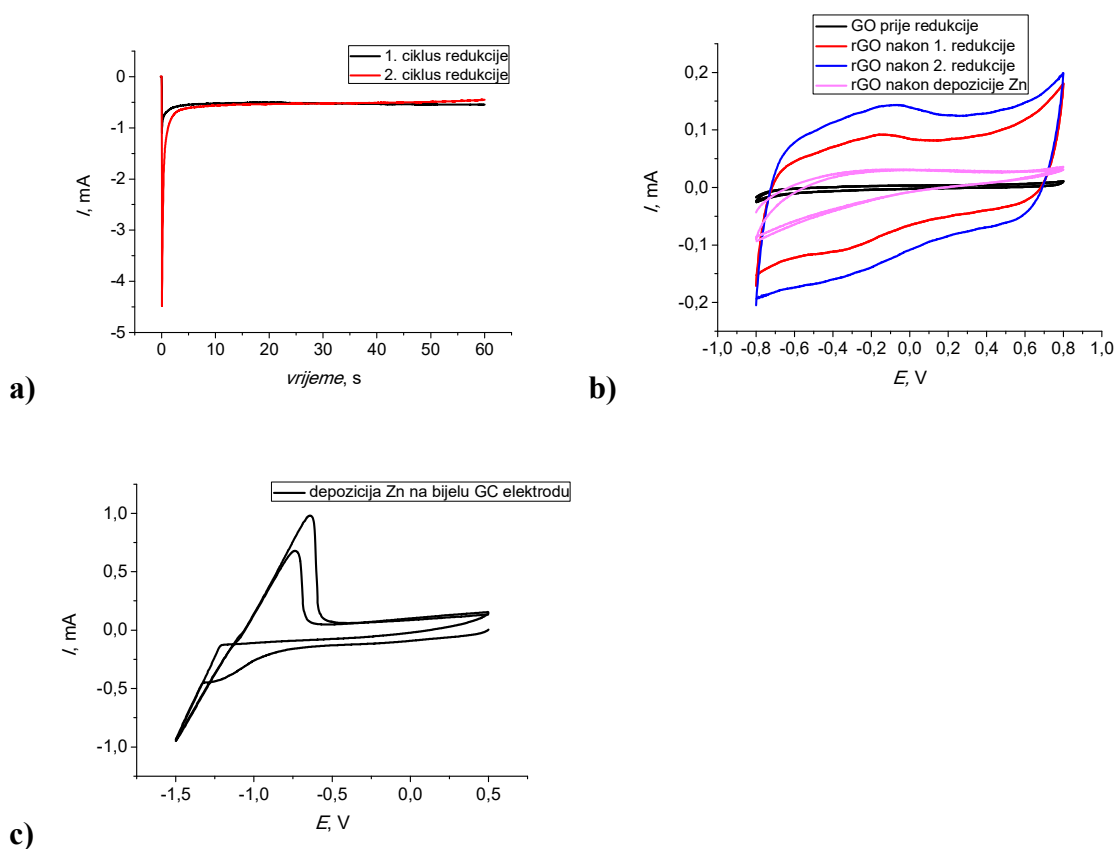 1. ciklus redukcije
2. ciklus redukcije
0
-1
-2
-3
-4
-5
I, mA
0
10
20
30
40
50
60
vrijeme, s
a)
GO prije redukcije
rGO nakon 1. redukcije
rGO nakon 2. redukcije
rGO nakon depozicije Zn
0,2
0,1
0,0
-0,1
-0,2
I, mA
-1,0
-0,8
-0,6
-0,4
-0,2
0,0
0,2
0,4
0,6
0,8
1,0
E, V
b)
depozicija Zn na bijelu GC elektrodu
1,0
0,5
0,0
-0,5
-1,0
I, mA
-1,5
-1,0
-0,5
0,0
0,5
E, V
c)